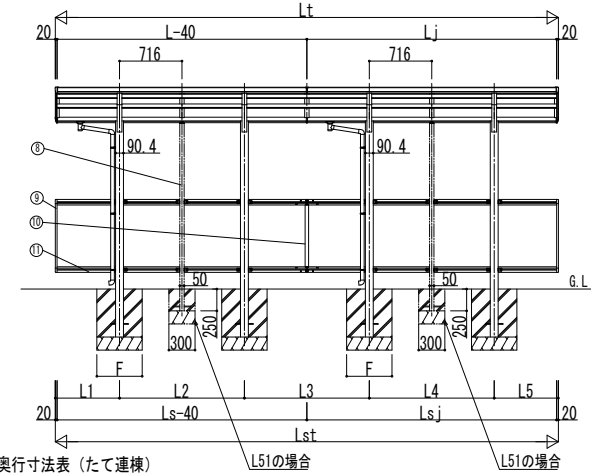 Lt
20 L-40 Lj 20
716 716
90.4 90.4
⑧
⑨
⑩
⑪
50 50
G.L
250 250
300 300
F F
L1 L2 L3 L4 L5
20 Ls-40 Lsj 20
Lst
L51の場合 L51の場合
奥行寸法表（たて連棟）